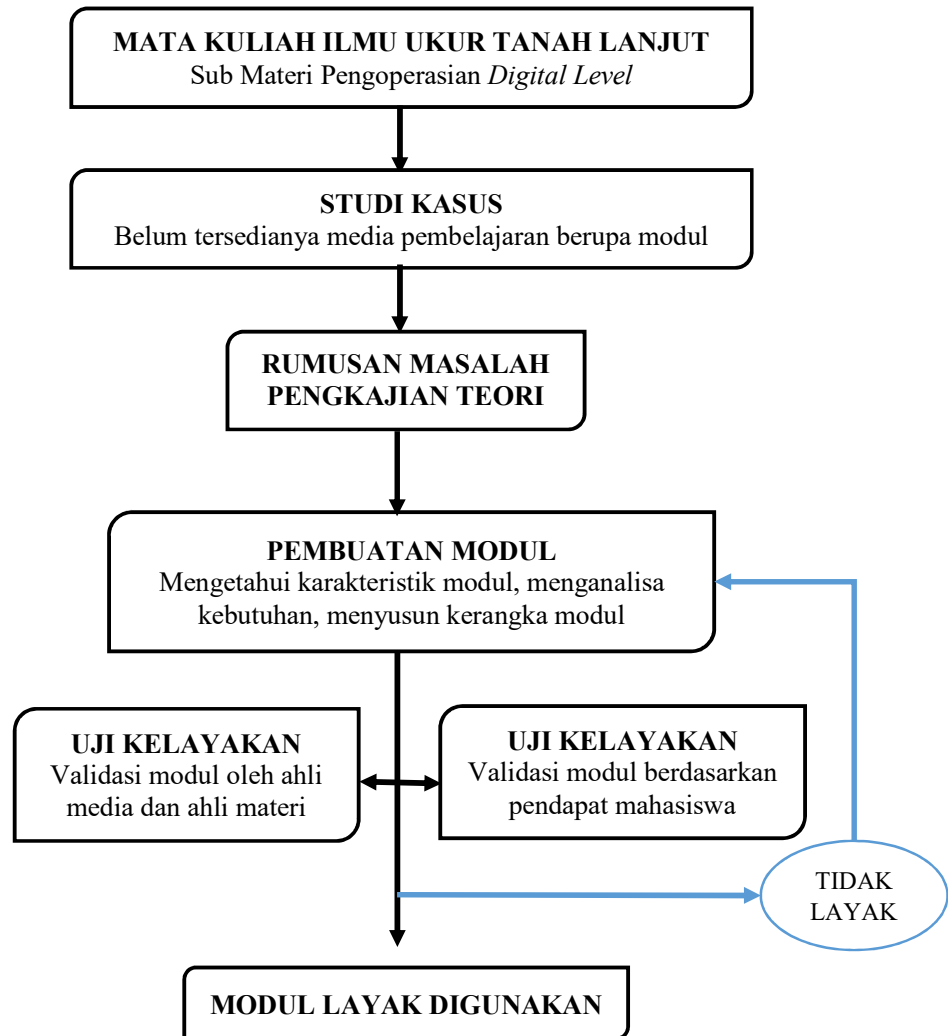 MATA KULIAH ILMU UKUR TANAH LANJUT
Sub Materi Pengoperasian Digital Level
STUDI KASUS
Belum tersedianya media pembelajaran berupa modul
RUMUSAN MASALAH
PENGKAJIAN TEORI
PEMBUATAN MODUL
Mengetahui karakteristik modul, menganalisa
kebutuhan, menyusun kerangka modul
UJI KELAYAKAN
Validasi modul oleh ahli
media dan ahli materi
UJI KELAYAKAN
Validasi modul berdasarkan
pendapat mahasiswa
TIDAK
LAYAK
MODUL LAYAK DIGUNAKAN